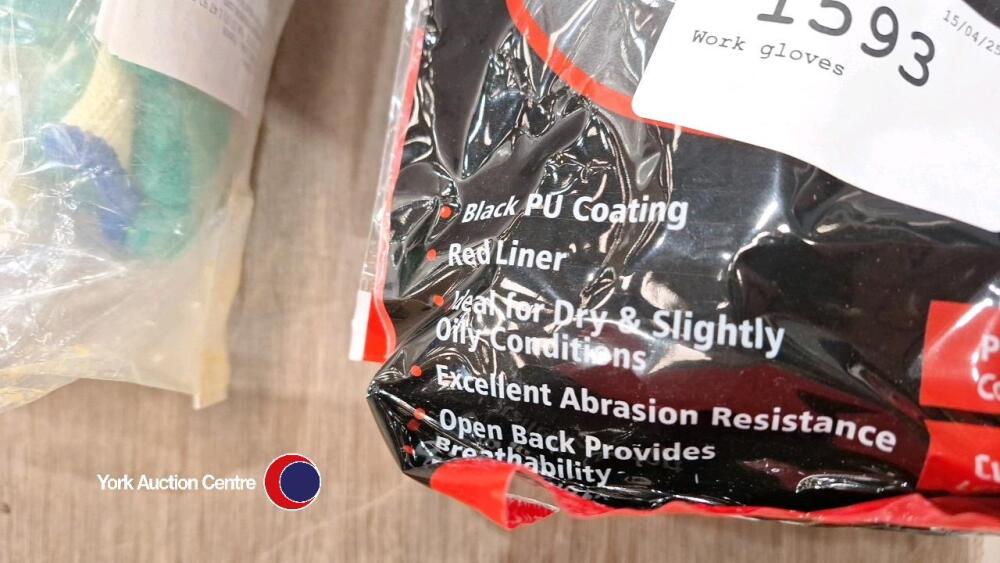 1593
15/04/25
Work gloves
Black PU Coating
Red Liner
Ideal for Dry & Slightly
Oily Conditions
Excellent Abrasion Resistance
Open Back Provides
Breathability
York Auction Centre